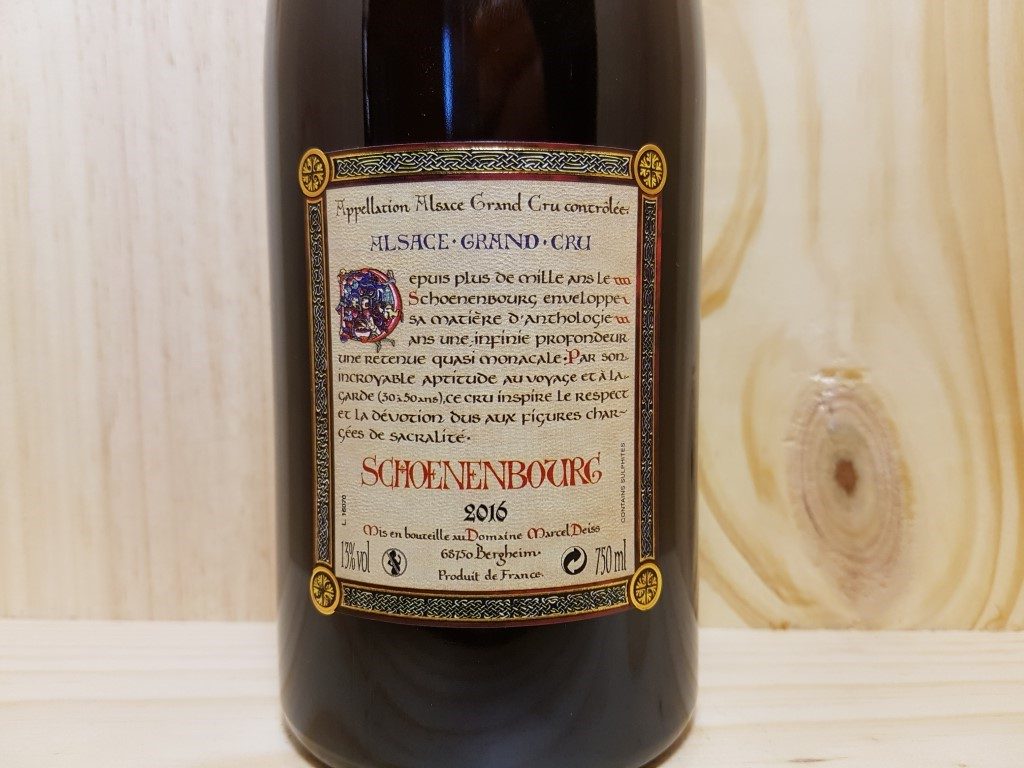 Appellation Alsace Grand Cru contrôlée.
ALSACE·GRAND·CRU
Depuis plus de mille ans le
Schoenenbourg enveloppe
sa matière d'anthologie
dans une infinie profondeur
une retenue quasi monacale·Par son
incroyable aptitude au voyage et à la
garde (30 à 50 ans), ce cru inspire le respect
et la dévotion dus aux figures char-
gées de sacralité·
SCHOENENBOURG
2016
Mis en bouteille au Domaine Marcel Deiss
68750 Bergheim·
Produit de France·
13% vol
750 ml
CONTAINS SULPHITES